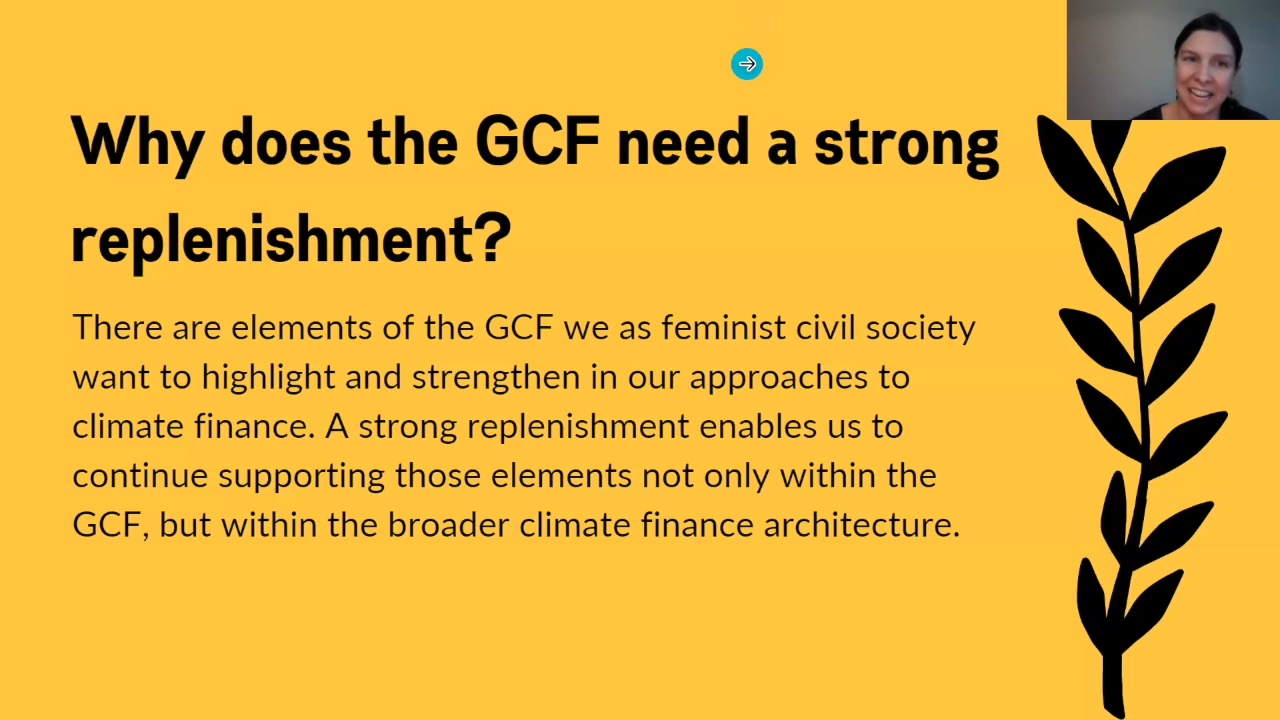 Why does the GCF need a strong
replenishment?
There are elements of the GCF we as feminist civil society
want to highlight and strengthen in our approaches to
climate finance. A strong replenishment enables us to
continue supporting those elements not only within the
GCF, but within the broader climate finance architecture.